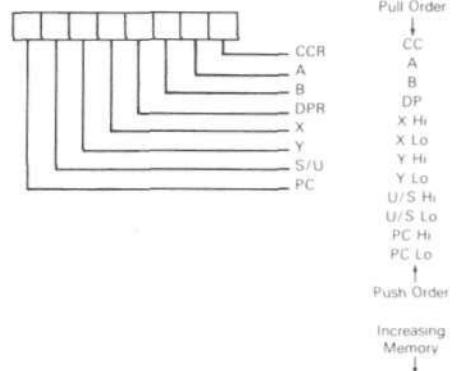 CCR
A
B
DPR
X
Y
S/U
PC
Pull Order
CC
A
B
DP
X Hi
X Lo
Y Hi
Y Lo
U/S Hi
U/S Lo
PC Hi
PC Lo
Push Order
Increasing
Memory